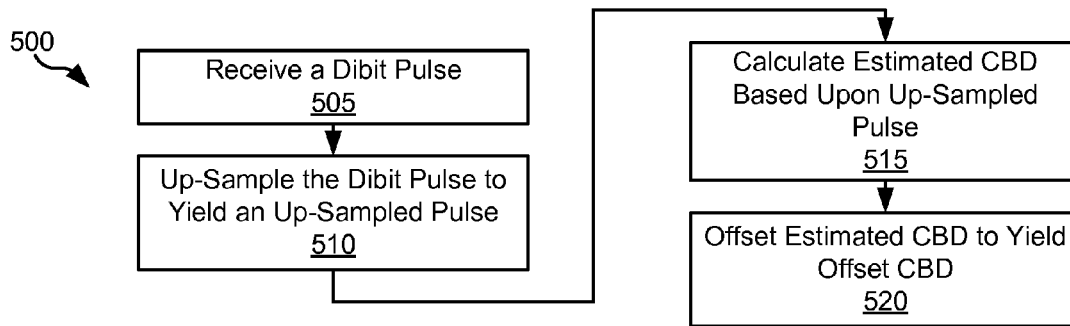 500
Receive a Dibit Pulse
505
Up-Sample the Dibit Pulse to
Yield an Up-Sampled Pulse
510
Calculate Estimated CBD
Based Upon Up-Sampled
Pulse
515
Offset Estimated CBD to Yield
Offset CBD
520